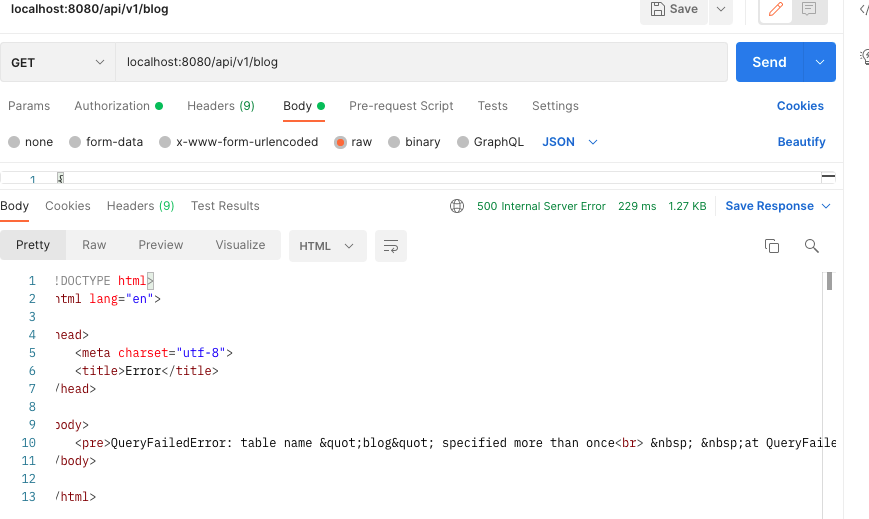 localhost:8080/api/v1/blog
Save
GET
localhost:8080/api/v1/blog
Send
Params Authorization Headers (9) Body Pre-request Script Tests Settings Cookies
none form-data x-www-form-urlencoded raw binary GraphQL JSON Beautify
1 {
Body Cookies Headers (9) Test Results 500 Internal Server Error 229 ms 1.27 KB Save Response
Pretty Raw Preview Visualize HTML
1 !DOCTYPE html>
2 html lang="en">
3
4 head>
5 <meta charset="utf-8">
6 <title>Error</title>
7 /head>
8
9 body>
10 <pre>QueryFailedError: table name &quot;blog&quot; specified more than once<br> &nbsp; &nbsp;at QueryFaile
11 /body>
12
13 /html>